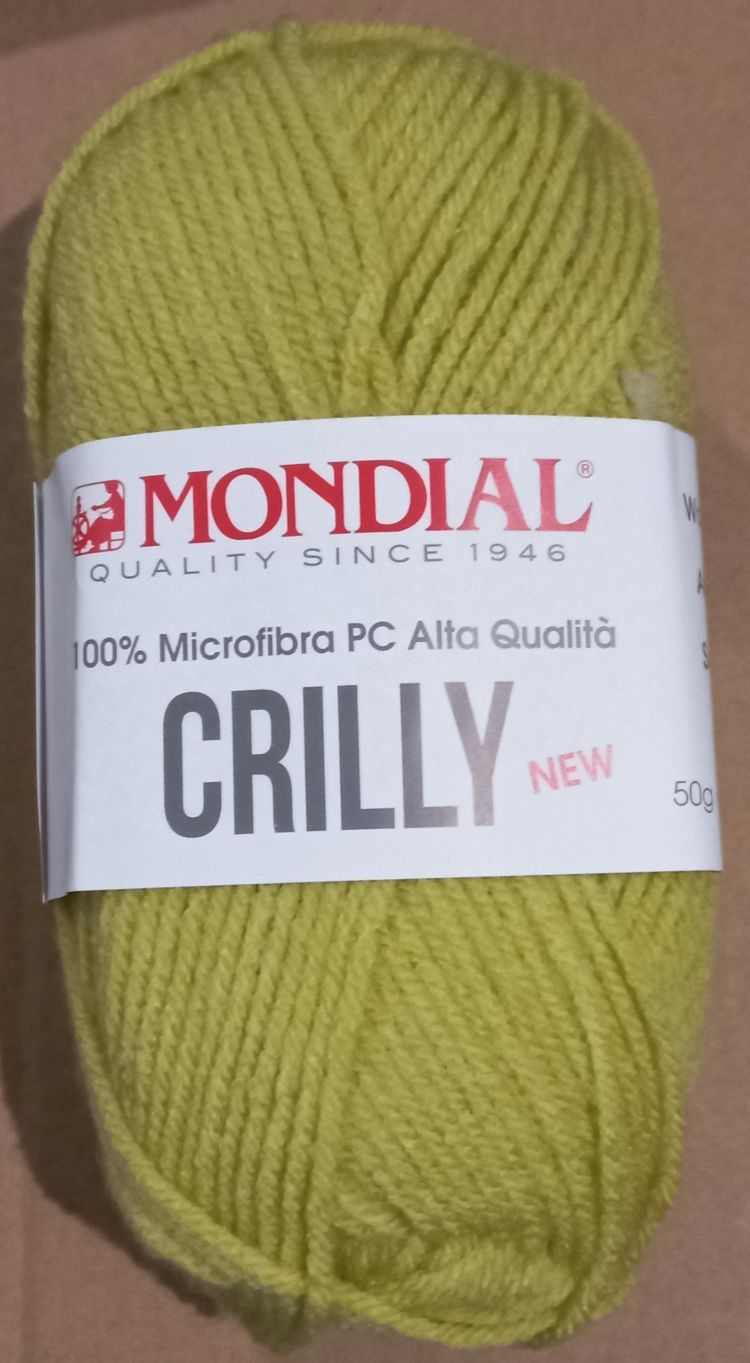 MONDIAL®
QUALITY SINCE 1946
100% Microfibra PC Alta Qualità
CRILLY
NEW
50g